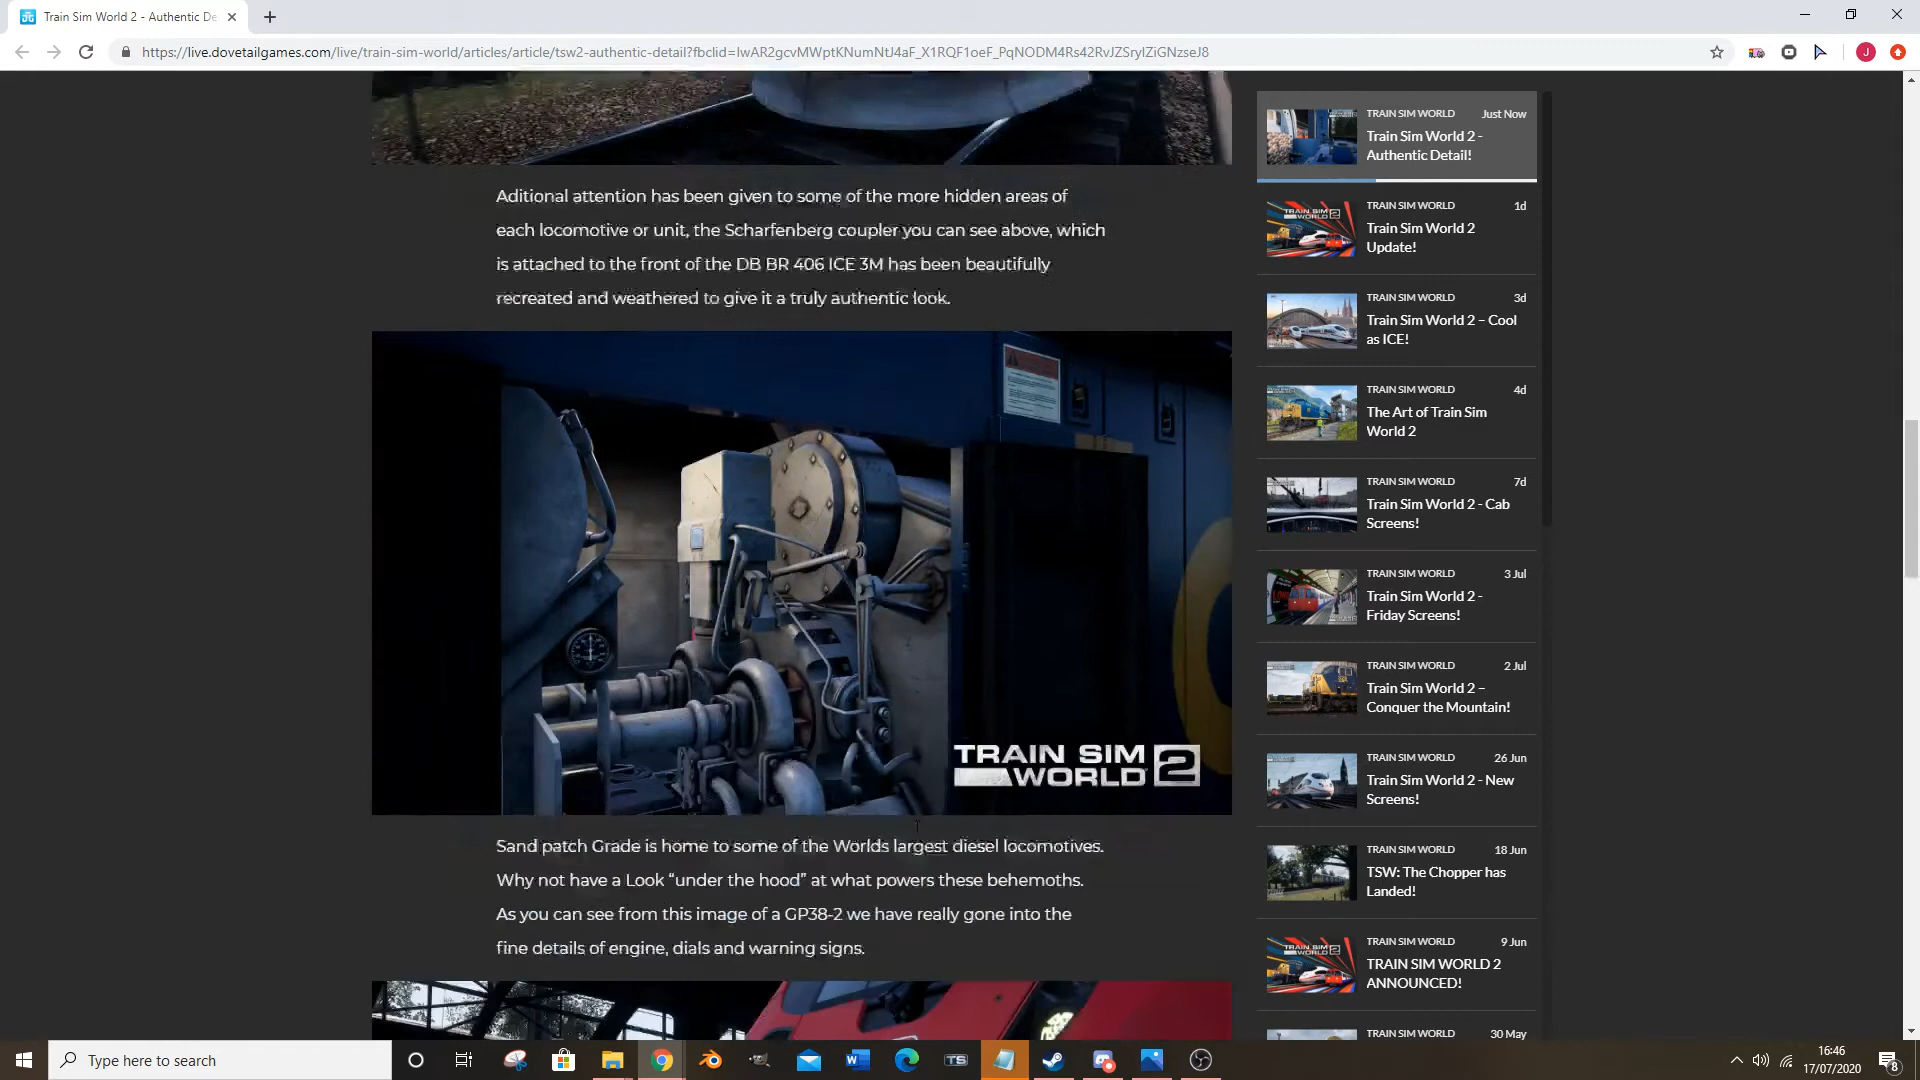 Train Sim World 2 - Authentic De
https://live.dovetailgames.com/live/train-sim-world/articles/article/tsw2-authentic-detail?fbclid=IwAR2gcvMWptKNumNtJ4aF_X1RQF1oeF_PqNODM4Rs42RvJZSrylZiGNzseJ8
J
Aditional attention has been given to some of the more hidden areas of
each locomotive or unit, the Scharfenberg coupler you can see above, which
is attached to the front of the DB BR 406 ICE 3M has been beautifully
recreated and weathered to give it a truly authentic look.
TRAIN SIM
WORLD 2
Sand patch Grade is home to some of the Worlds largest diesel locomotives.
Why not have a Look “under the hood” at what powers these behemoths.
As you can see from this image of a GP38-2 we have really gone into the
fine details of engine, dials and warning signs.
TRAIN SIM WORLD Just Now
Train Sim World 2 -
Authentic Detail!
TRAIN SIM WORLD 1d
Train Sim World 2
Update!
TRAIN SIM WORLD 3d
Train Sim World 2 – Cool
as ICE!
TRAIN SIM WORLD 4d
The Art of Train Sim
World 2
TRAIN SIM WORLD 7d
Train Sim World 2 - Cab
Screens!
TRAIN SIM WORLD 3 Jul
Train Sim World 2 -
Friday Screens!
TRAIN SIM WORLD 2 Jul
Train Sim World 2 –
Conquer the Mountain!
TRAIN SIM WORLD 26 Jun
Train Sim World 2 - New
Screens!
TRAIN SIM WORLD 18 Jun
TSW: The Chopper has
Landed!
TRAIN SIM WORLD 9 Jun
TRAIN SIM WORLD 2
ANNOUNCED!
TRAIN SIM WORLD 30 May
Type here to search
TS
16:46
17/07/2020
8